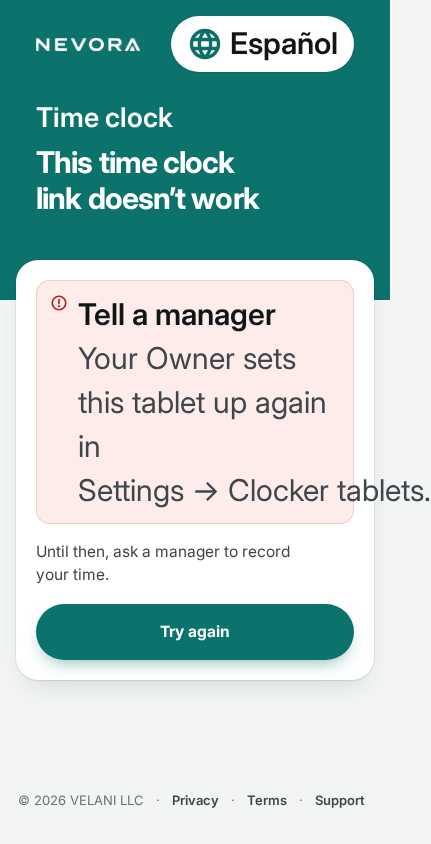 NEVORA
Español
Time clock
This time clock
link doesn’t work
Tell a manager
Your Owner sets
this tablet up again
in
Settings → Clocker tablets.
Until then, ask a manager to record
your time.
Try again
© 2026 VELANI LLC · Privacy · Terms · Support